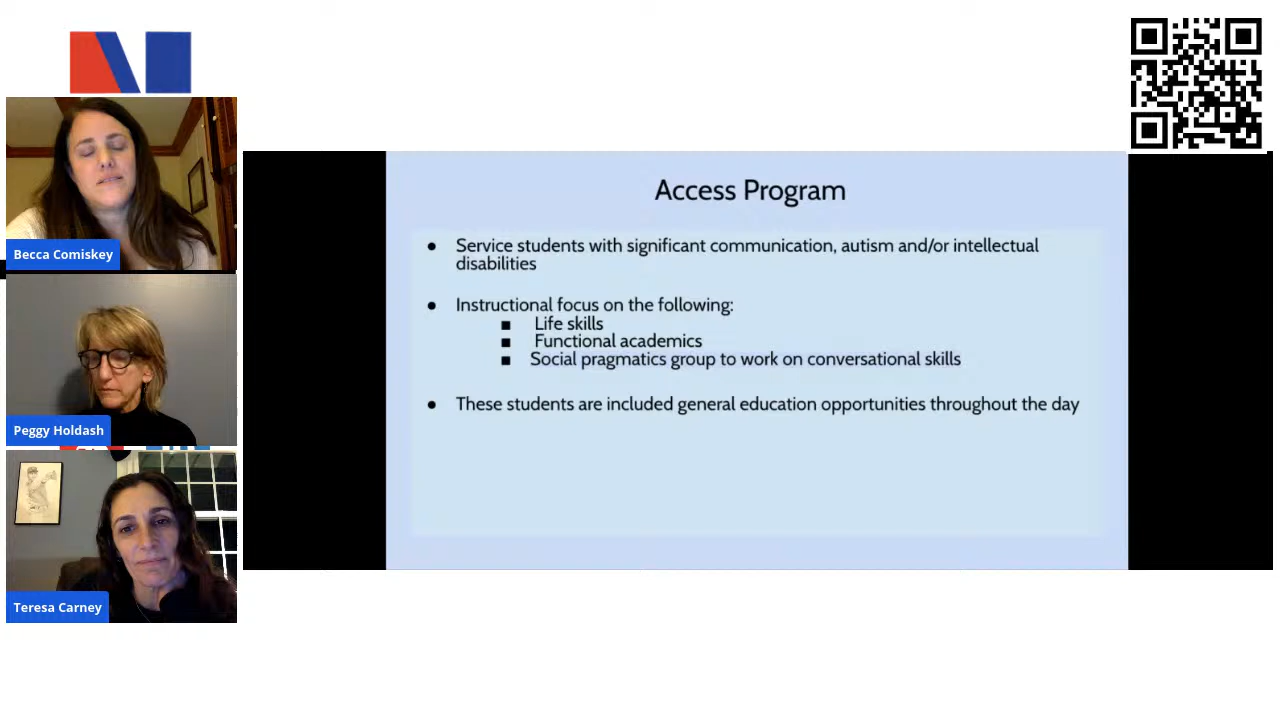 Becca Comiskey
Peggy Holdash
Teresa Carney
Access Program
● Service students with significant communication, autism and/or intellectual
disabilities
● Instructional focus on the following:
■ Life skills
■ Functional academics
■ Social pragmatics group to work on conversational skills
● These students are included general education opportunities throughout the day